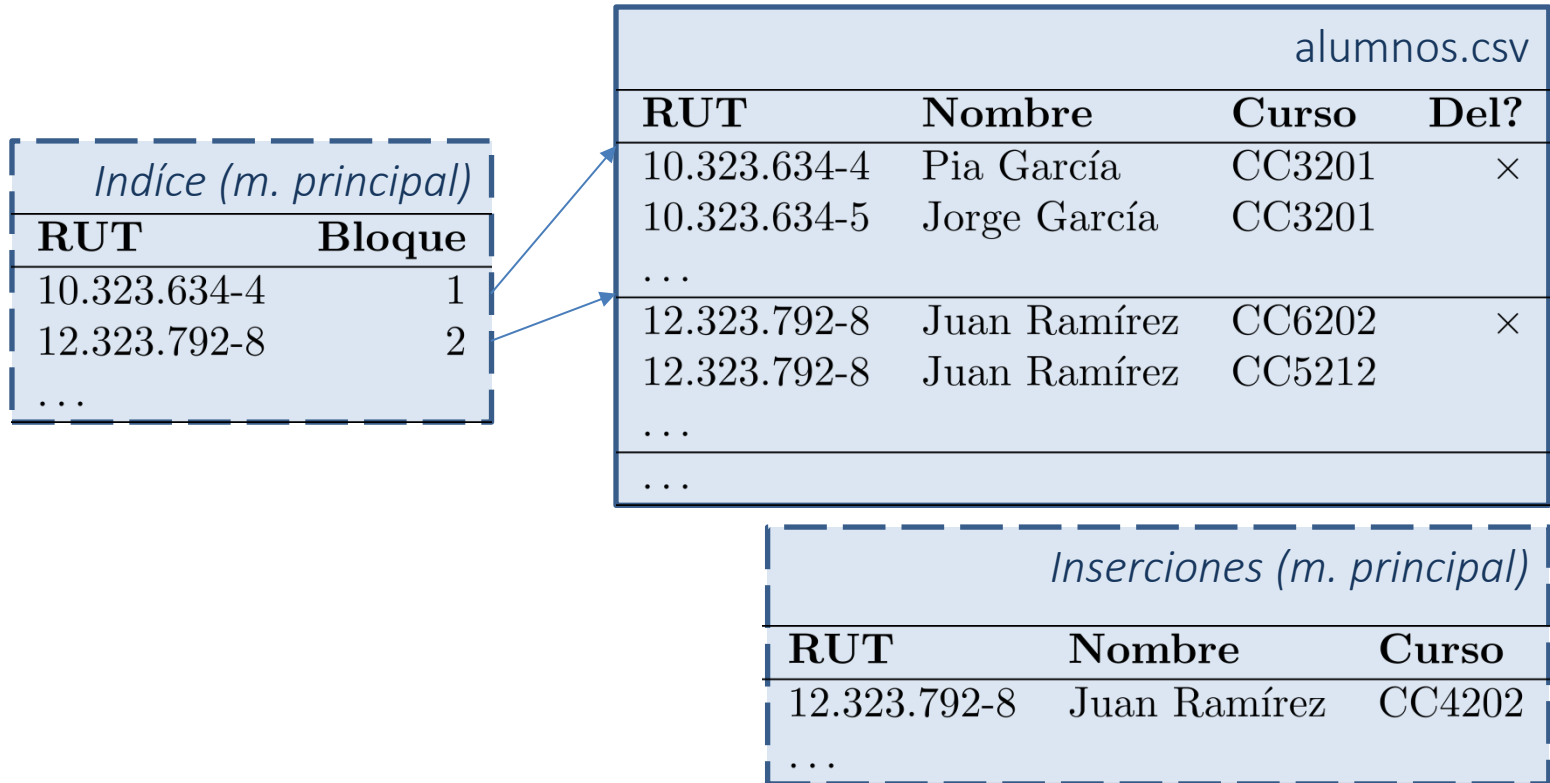 Indíce (m. principal)
RUT Bloque
10.323.634-4 1
12.323.792-8 2
...
alumnos.csv
RUT Nombre Curso Del?
10.323.634-4 Pia García CC3201 ×
10.323.634-5 Jorge García CC3201
...
12.323.792-8 Juan Ramírez CC6202 ×
12.323.792-8 Juan Ramírez CC5212
...
...
Inserciones (m. principal)
RUT Nombre Curso
12.323.792-8 Juan Ramírez CC4202
...